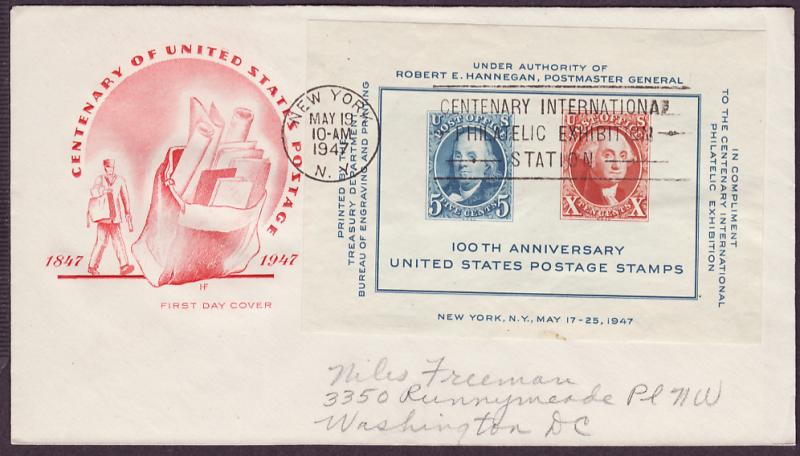 CENTENARY OF UNITED STATES POSTAGE
1847 1947
HF
FIRST DAY COVER
NEW YORK
MAY 19
10-AM
1947
N. Y.
UNDER AUTHORITY OF
ROBERT E. HANNEGAN, POSTMASTER GENERAL
CENTENARY INTERNATIONAL
PHILATELIC EXHIBITION
STATION
PRINTED BY THE
TREASURY DEPARTMENT
BUREAU OF ENGRAVING AND PRINTING
U POST OFFICE S
5 FIVE CENTS 5
U POST OFFICE S
X TEN CENTS X
IN COMPLIMENT
TO THE CENTENARY INTERNATIONAL
PHILATELIC EXHIBITION
100TH ANNIVERSARY
UNITED STATES POSTAGE STAMPS
NEW YORK, N.Y., MAY 17-25, 1947
Niles Freeman
3350 Runnymeade Pl NW
Washington DC